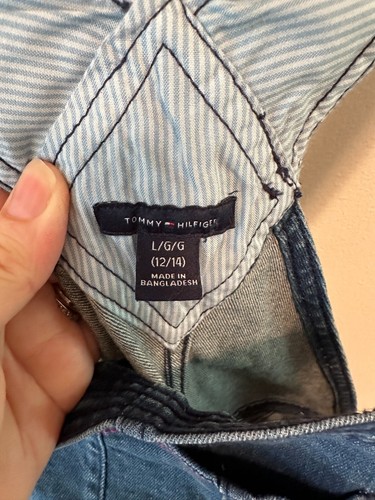 TOMMY HILFIGER
L/G/G
(12/14)
MADE IN
BANGLADESH